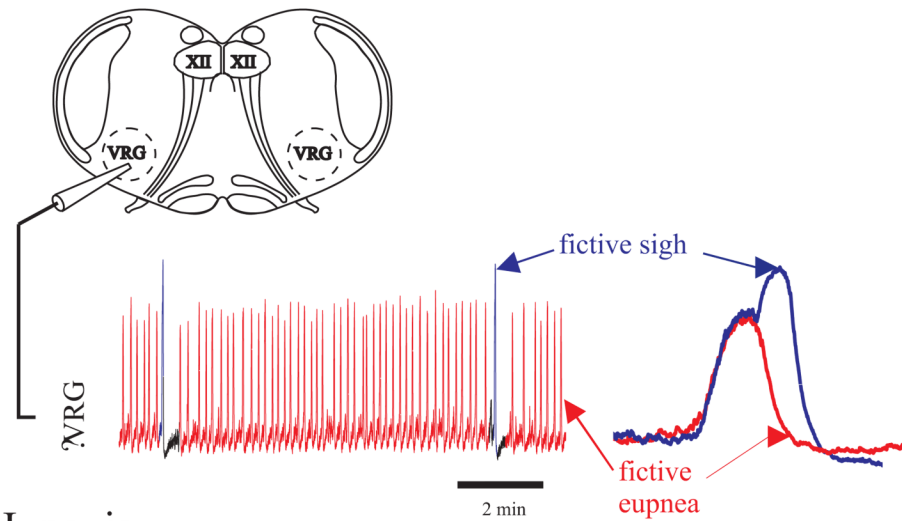 XII XII
VRG VRG
fictive sigh
?VRG
fictive
eupnea
2 min